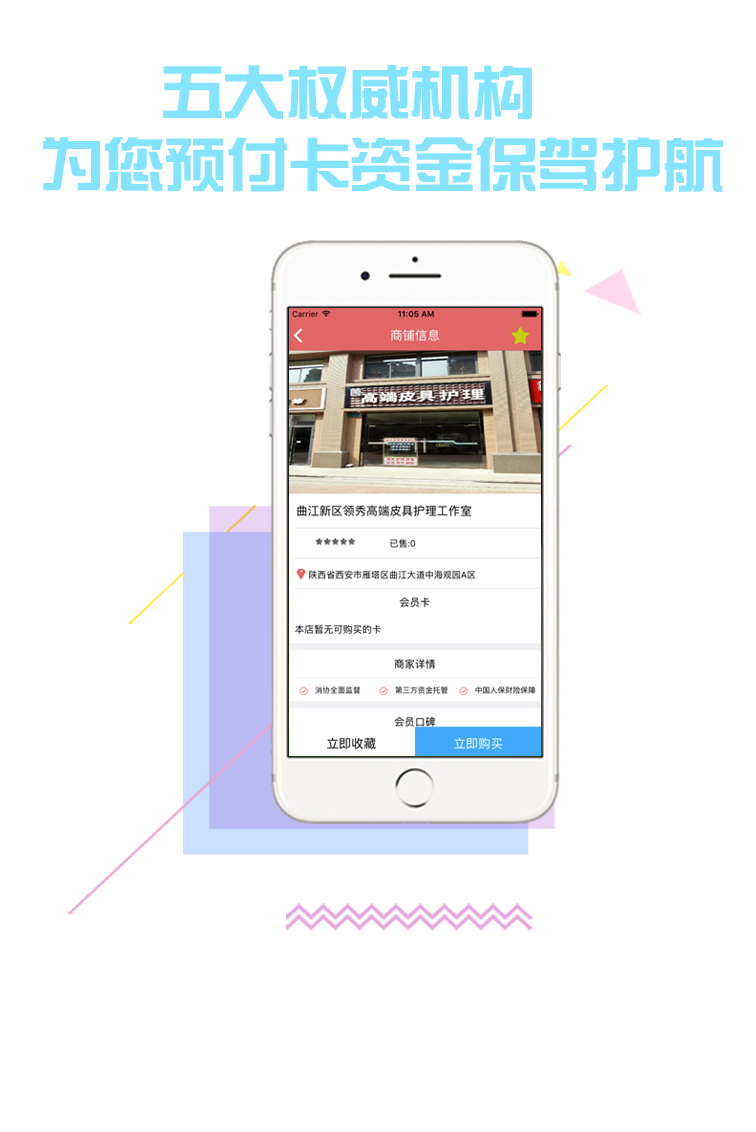 五大权威机构
为您预付卡资金保驾护航
Carrier 11:05 AM
商铺信息
高端皮具护理
曲江新区领秀高端皮具护理工作室
★★★★★ 已售:0
陕西省西安市雁塔区曲江大道中海观园A区
会员卡
本店暂无可购买的卡
商家详情
消协全面监督 第三方资金托管 中国人保财险保障
会员口碑
立即收藏 立即购买